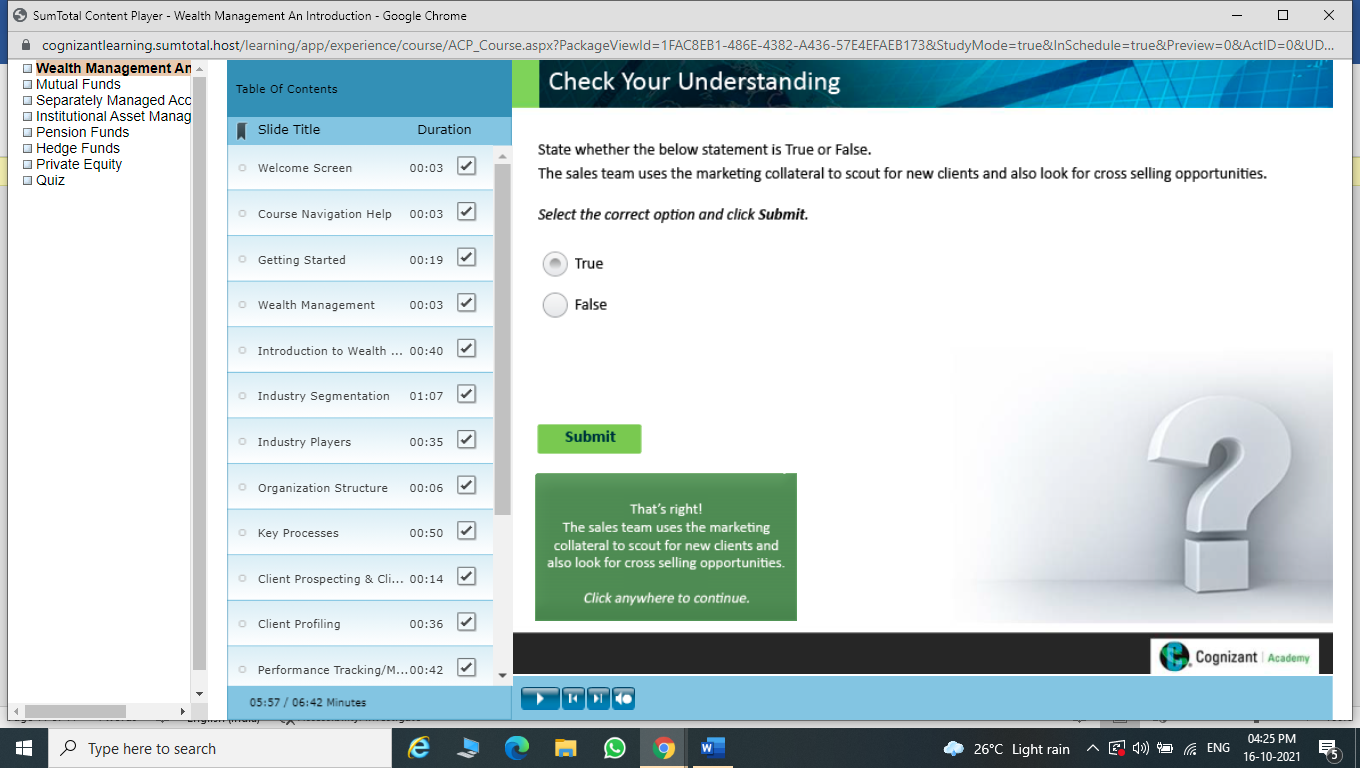 SumTotal Content Player - Wealth Management An Introduction - Google Chrome
cognizantlearning.sumtotal.host/learning/app/experience/course/ACP_Course.aspx?PackageViewId=1FAC8EB1-486E-4382-A436-57E4EFAEB173&StudyMode=true&InSchedule=true&Preview=0&ActID=0&UD...
Wealth Management An
Mutual Funds
Separately Managed Acc
Institutional Asset Manag
Pension Funds
Hedge Funds
Private Equity
Quiz
Table Of Contents
Slide Title Duration
Welcome Screen 00:03
Course Navigation Help 00:03
Getting Started 00:19
Wealth Management 00:03
Introduction to Wealth ... 00:40
Industry Segmentation 01:07
Industry Players 00:35
Organization Structure 00:06
Key Processes 00:50
Client Prospecting & Cli... 00:14
Client Profiling 00:36
Performance Tracking/M... 00:42
05:57 / 06:42 Minutes
Check Your Understanding
State whether the below statement is True or False.
The sales team uses the marketing collateral to scout for new clients and also look for cross selling opportunities.
Select the correct option and click Submit.
True
False
Submit
That's right!
The sales team uses the marketing
collateral to scout for new clients and
also look for cross selling opportunities.
Click anywhere to continue.
Cognizant | Academy
Type here to search
26°C Light rain
ENG
04:25 PM
16-10-2021
5